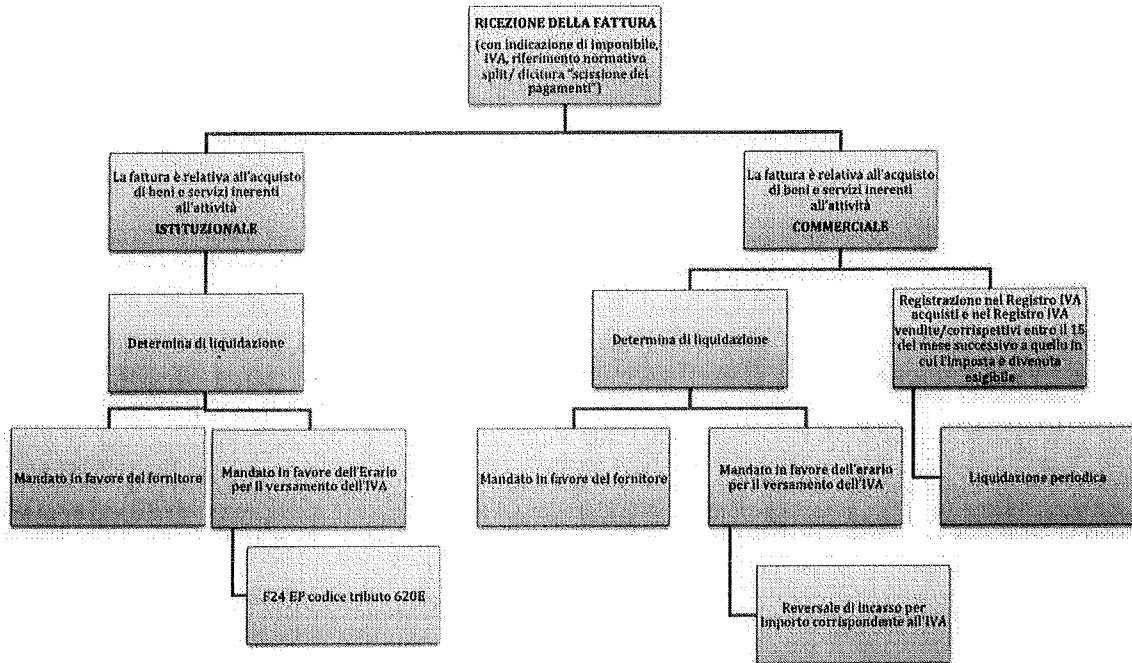 RICEZIONE DELLA FATTURA
(con indicazione di imponibile,
IVA, riferimento normativo
split/ dicitura "scissione dei
pagamenti")
La fattura è relativa all'acquisto
di beni o servizi inerenti
all'attività
ISTITUZIONALE
La fattura è relativa all'acquisto
di beni o servizi inerenti
all'attività
COMMERCIALE
Determina di liquidazione
Determina di liquidazione
Registrazione nel Registro IVA
acquisti e nel Registro IVA
vendite/corrispettivi entro il 15
del mese successivo a quello in
cui l'imposta è divenuta
esigibile
Mandato in favore del fornitore
Mandato in favore dell'Erario
per il versamento dell'IVA
Mandato in favore del fornitore
Mandato in favore dell'erario
per il versamento dell'IVA
Liquidazione periodica
F24 EP codice tributo 620E
Reversale di incasso per
importo corrispondente all'IVA